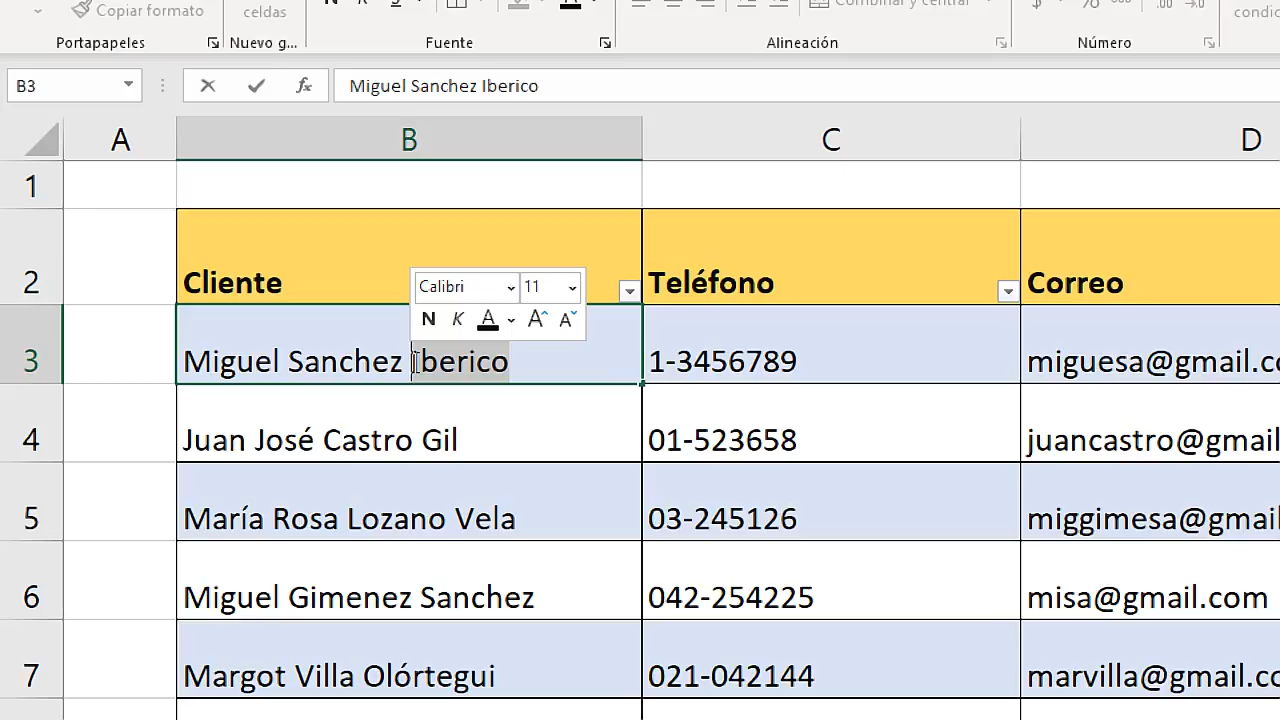 Copiar formato
celdas
Combinar y central
condic
Portapapeles
Nuevo g...
Fuente
Alineación
Número
B3
fx
Miguel Sanchez Iberico
A B C D
1
2 Cliente Teléfono Correo
Calibri 11
N K A A A
3 Miguel Sanchez Iberico 1-3456789 miguesa@gmail.co
4 Juan José Castro Gil 01-523658 juancastro@gmail
5 María Rosa Lozano Vela 03-245126 miggimesa@gmail
6 Miguel Gimenez Sanchez 042-254225 misa@gmail.com
7 Margot Villa Olórtegui 021-042144 marvilla@gmail.co